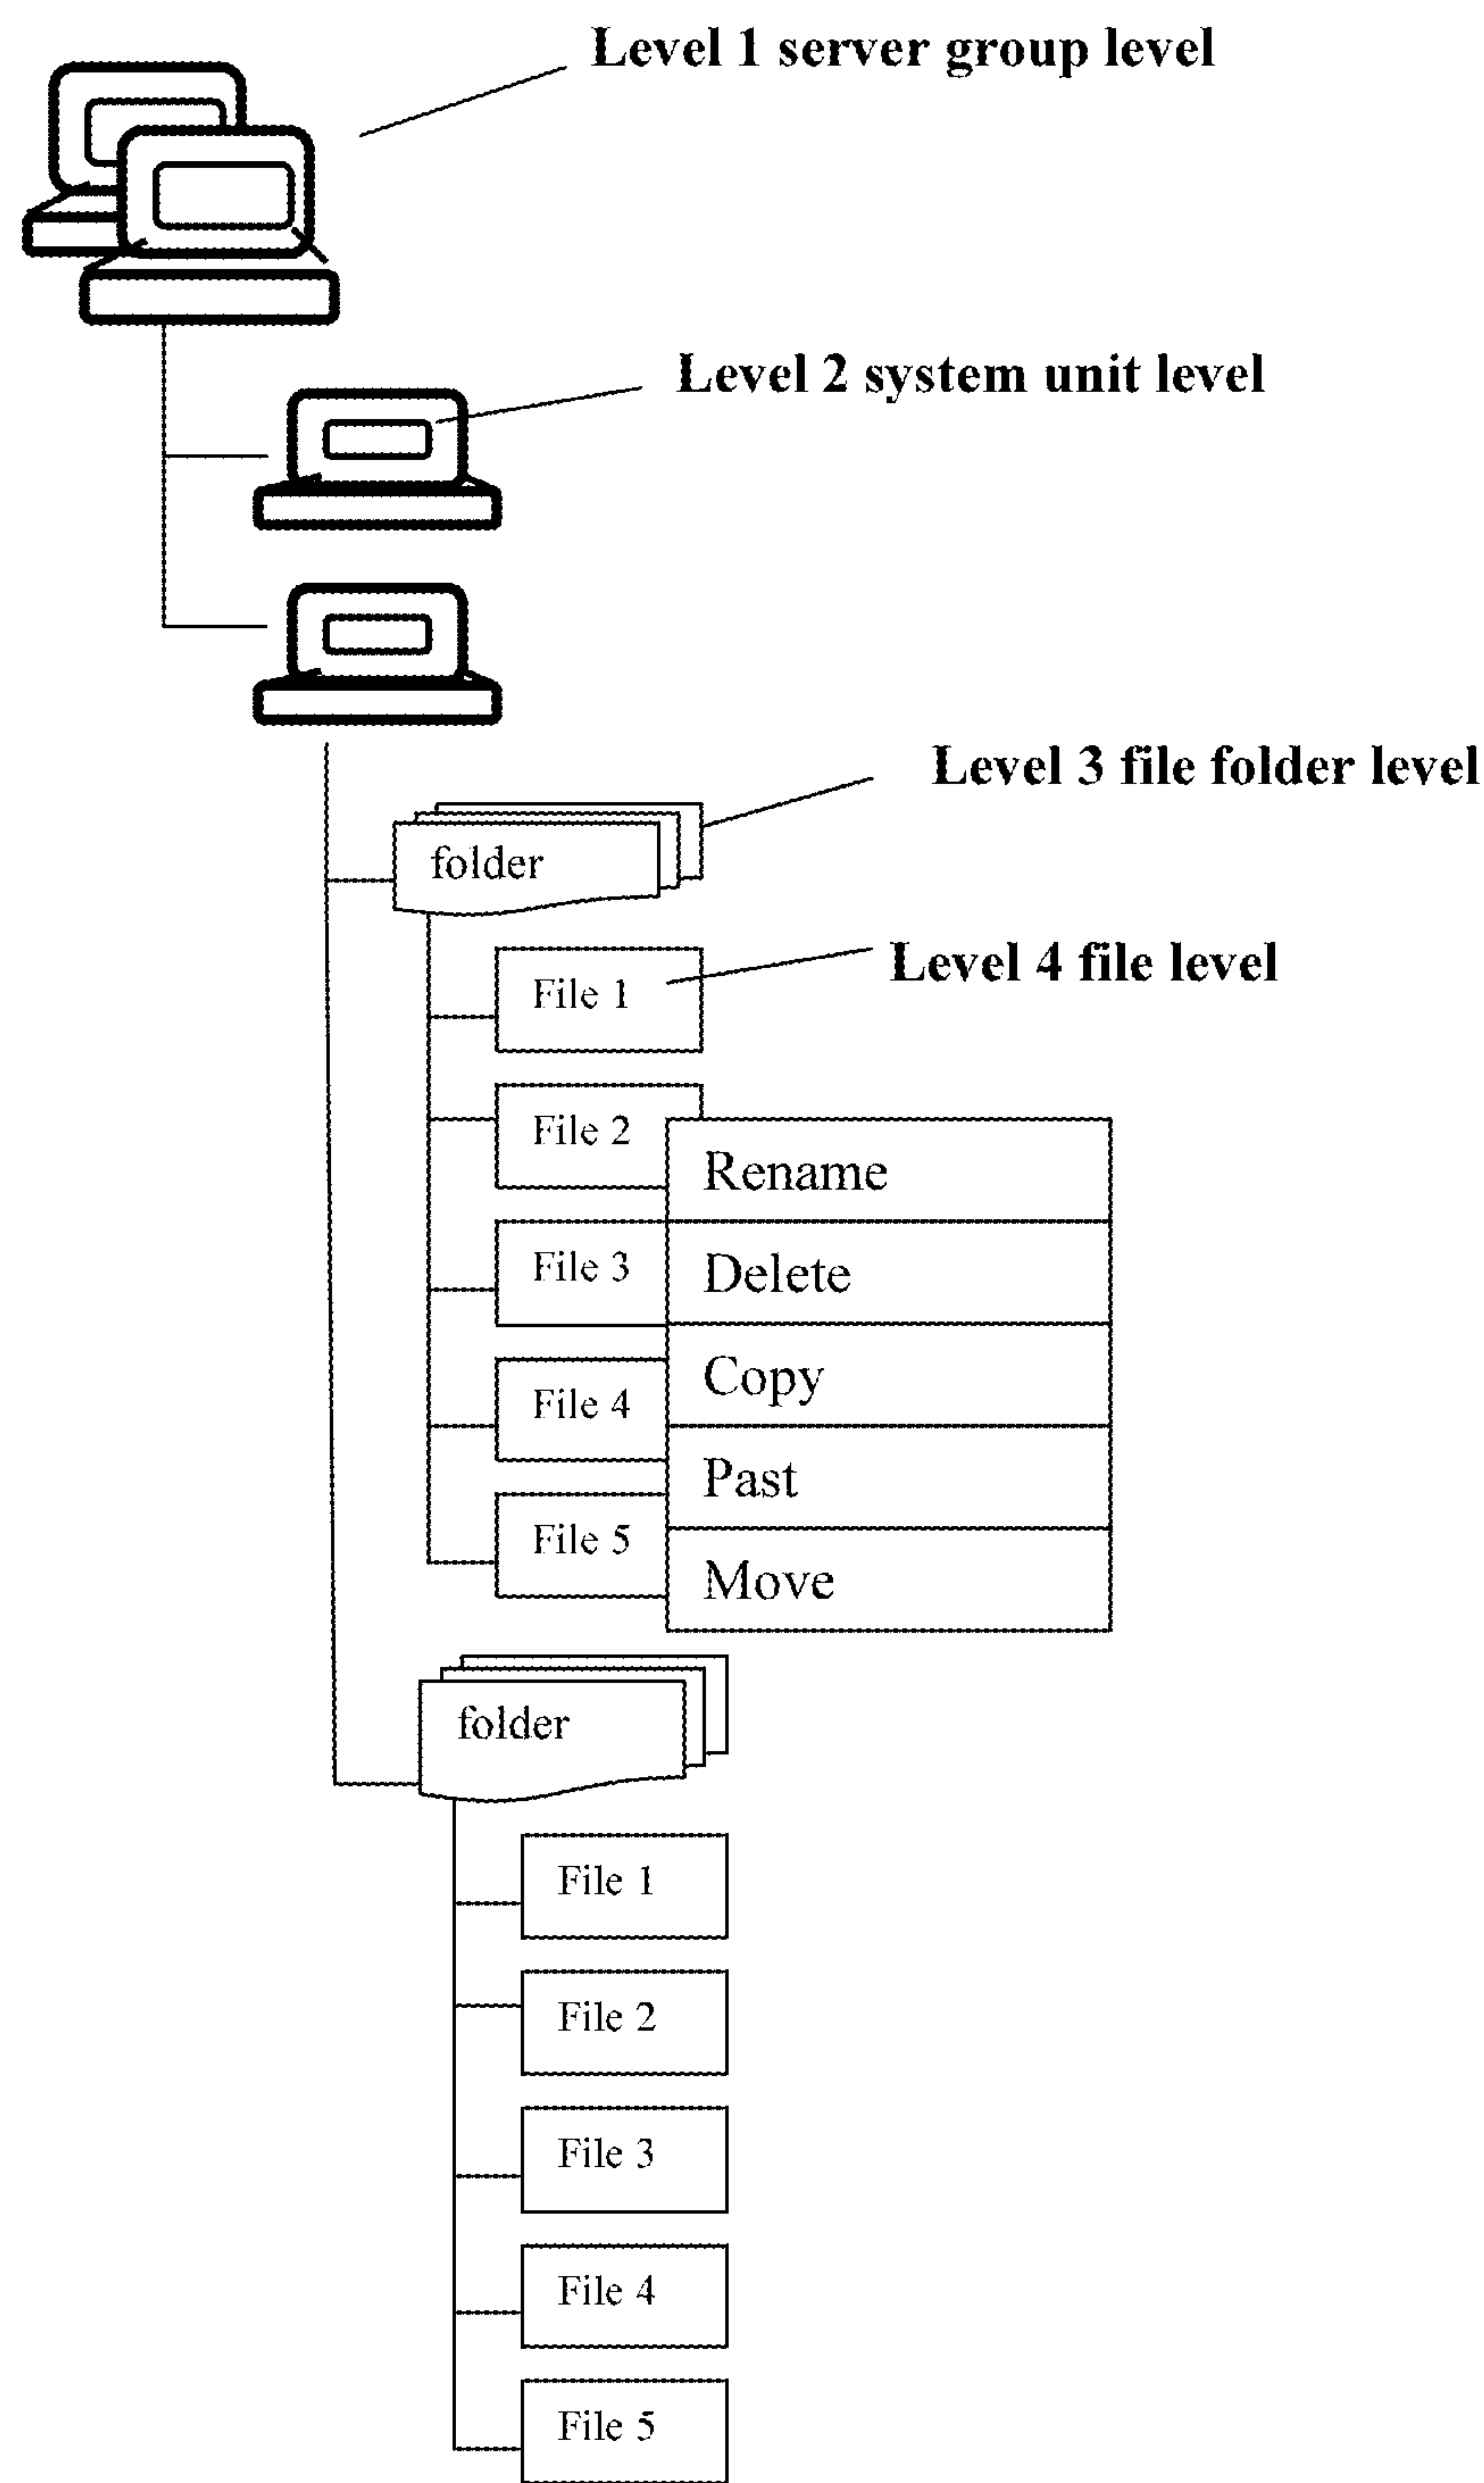 Level 1 server group level
Level 2 system unit level
Level 3 file folder level
folder
Level 4 file level
File 1
File 2
Rename
File 3
Delete
Copy
File 4
Past
File 5
Move
folder
File 1
File 2
File 3
File 4
File 5